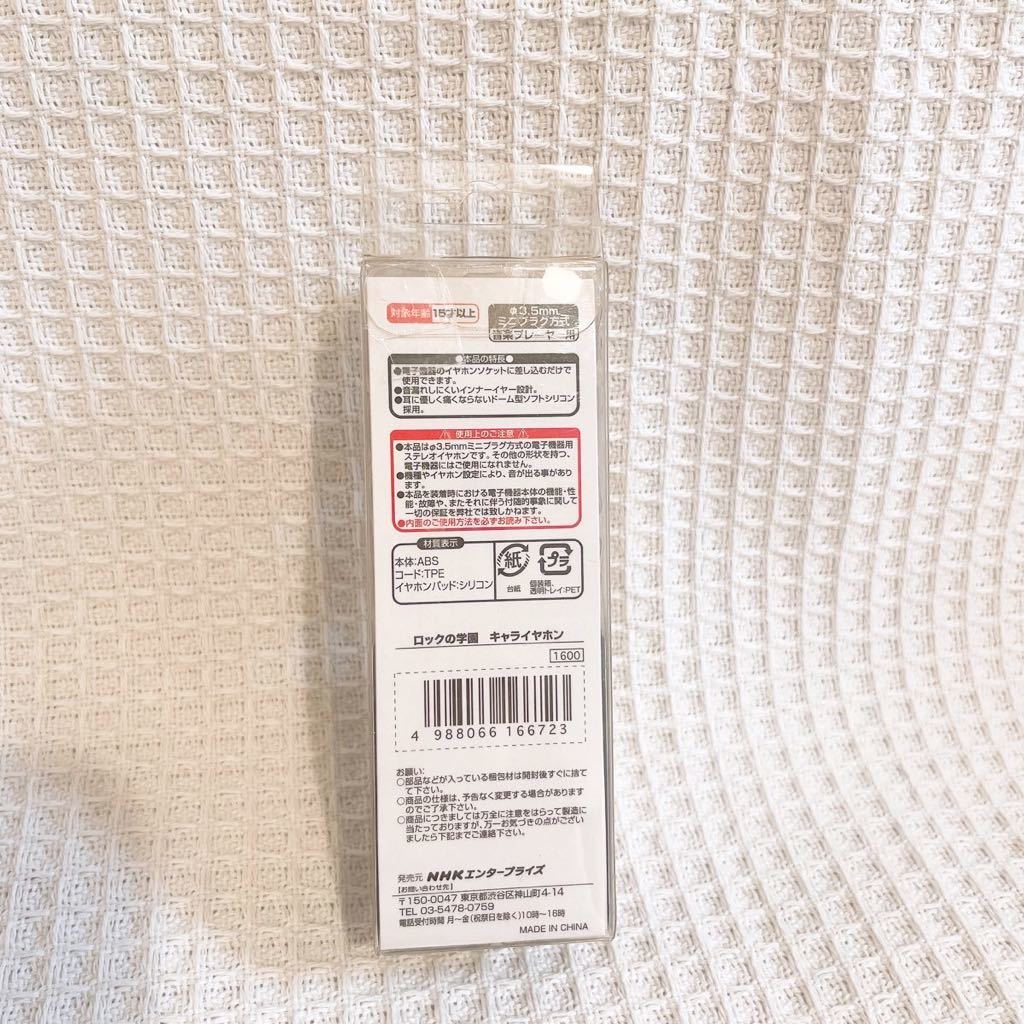 対象年齢 15才以上
φ3.5mm
ミニプラグ方式
音楽プレーヤー用
●本品の特長●
●電子機器のイヤホンソケットに差し込むだけで
使用できます。
●音漏れしにくいインナーイヤー設計。
●耳に優しく痛くならないドーム型ソフトシリコン
採用。
⚠ 使用上のご注意 ⚠
●本品はφ3.5mmミニプラグ方式の電子機器用
ステレオイヤホンです。その他の形状を持つ、
電子機器にはご使用になれません。
●機種やイヤホン設定により、音が出る事があり
ます。
●本品を装着時における電子機器本体の機能・性
能・故障や、またそれに伴う付随的事象に関して
一切の保証を弊社では致しかねます。
●内面のご使用方法を必ずお読み下さい。
材質表示
本体:ABS
コード:TPE
イヤホンパッド:シリコン
紙
台紙
プラ
個装箱、
透明トレイ:PET
ロックの学園 キャライヤホン
1600
4 988066 166723
お願い:
○部品などが入っている梱包材は開封後すぐに捨て
て下さい。
○商品の仕様は、予告なく変更する場合があります
のでご了承下さい。
○商品につきましては万全に注意をはらって製造に
当たっておりますが、万一お気づきの点がござい
ましたら下記までご連絡下さい。
発売元 NHKエンタープライズ
【お問い合わせ先】
〒150-0047 東京都渋谷区神山町4-14
TEL 03-5478-0759
電話受付時間 月~金(祝祭日を除く)10時~16時
MADE IN CHINA